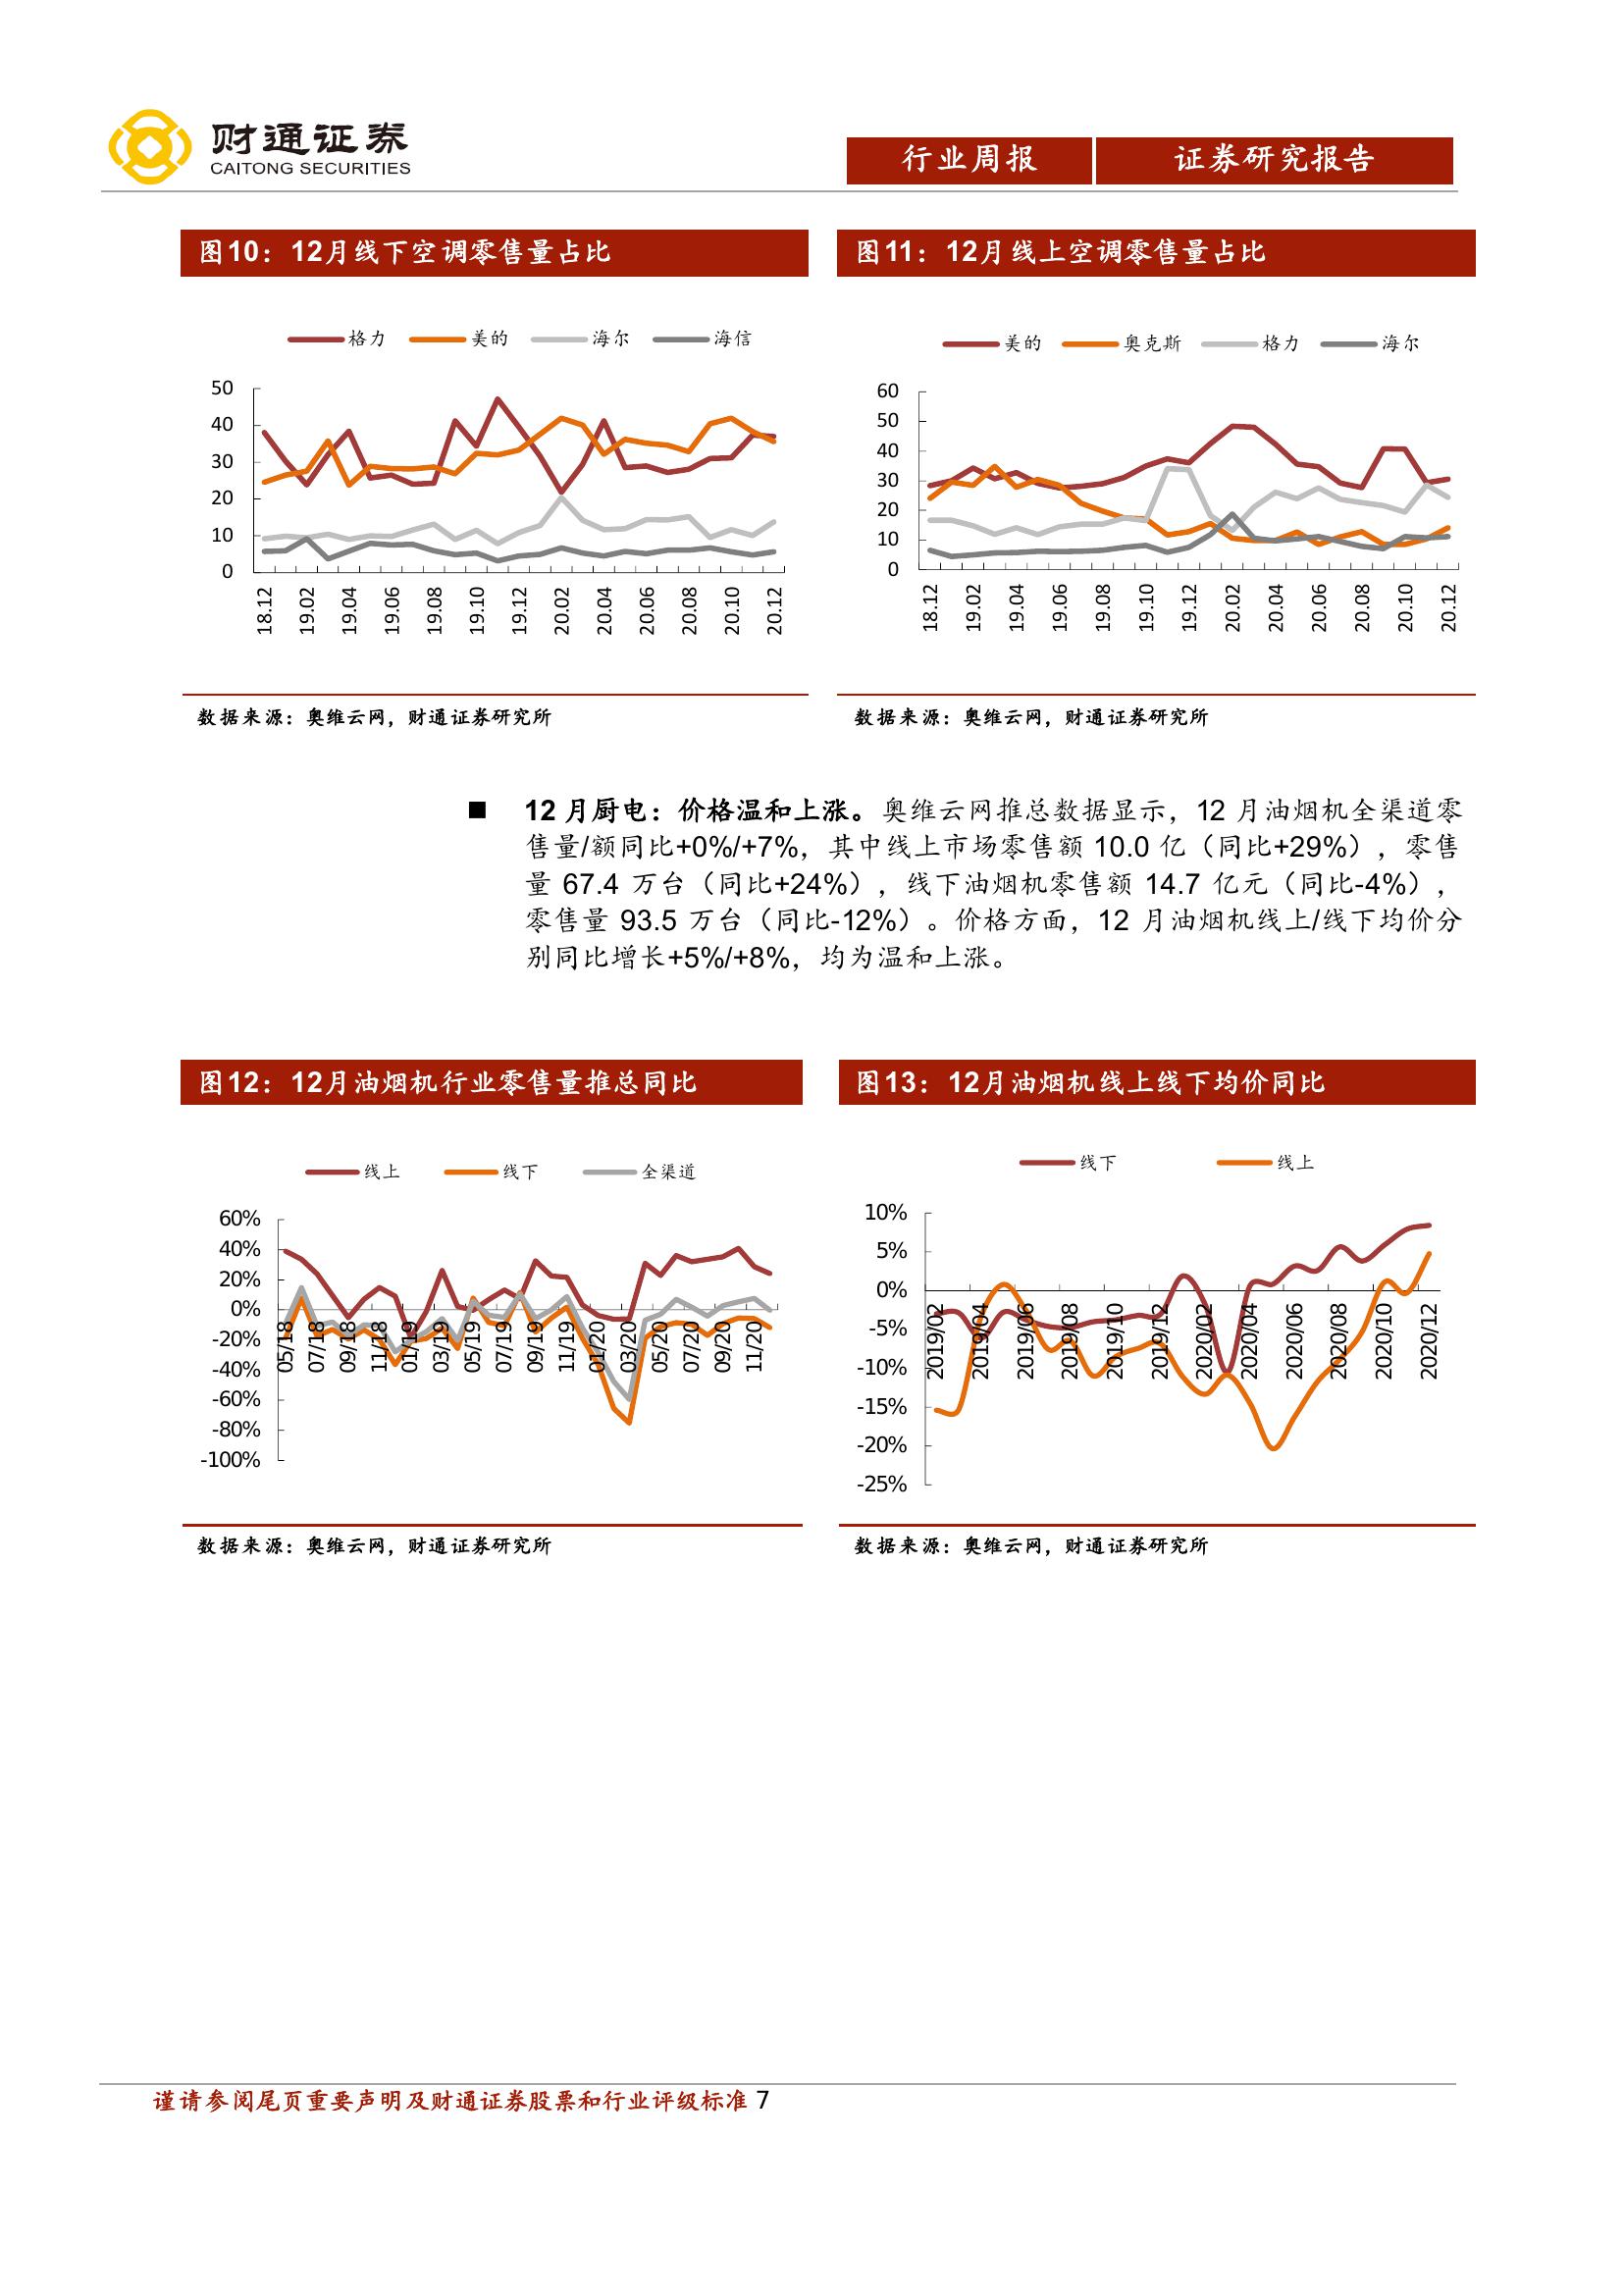 财通证券
CAITONG SECURITIES
行业周报 证券研究报告
图10：12月线下空调零售量占比
格力 美的 海尔 海信
50
40
30
20
10
0
18.12 19.02 19.04 19.06 19.08 19.10 19.12 20.02 20.04 20.06 20.08 20.10 20.12
数据来源：奥维云网，财通证券研究所
图11：12月线上空调零售量占比
美的 奥克斯 格力 海尔
60
50
40
30
20
10
0
18.12 19.02 19.04 19.06 19.08 19.10 19.12 20.02 20.04 20.06 20.08 20.10 20.12
数据来源：奥维云网，财通证券研究所
■ 12 月厨电：价格温和上涨。奥维云网推总数据显示，12 月油烟机全渠道零
售量/额同比+0%/+7%，其中线上市场零售额 10.0 亿（同比+29%），零售
量 67.4 万台（同比+24%），线下油烟机零售额 14.7 亿元（同比-4%），
零售量 93.5 万台（同比-12%）。价格方面，12 月油烟机线上/线下均价分
别同比增长+5%/+8%，均为温和上涨。
图12：12月油烟机行业零售量推总同比
线上 线下 全渠道
60%
40%
20%
0%
-20%
-40%
-60%
-80%
-100%
05/18 07/18 09/18 11/18 01/19 03/19 05/19 07/19 09/19 11/19 01/20 03/20 05/20 07/20 09/20 11/20
数据来源：奥维云网，财通证券研究所
图13：12月油烟机线上线下均价同比
线下 线上
10%
5%
0%
-5%
-10%
-15%
-20%
-25%
2019/02 2019/04 2019/06 2019/08 2019/10 2019/12 2020/02 2020/04 2020/06 2020/08 2020/10 2020/12
数据来源：奥维云网，财通证券研究所
谨请参阅尾页重要声明及财通证券股票和行业评级标准 7